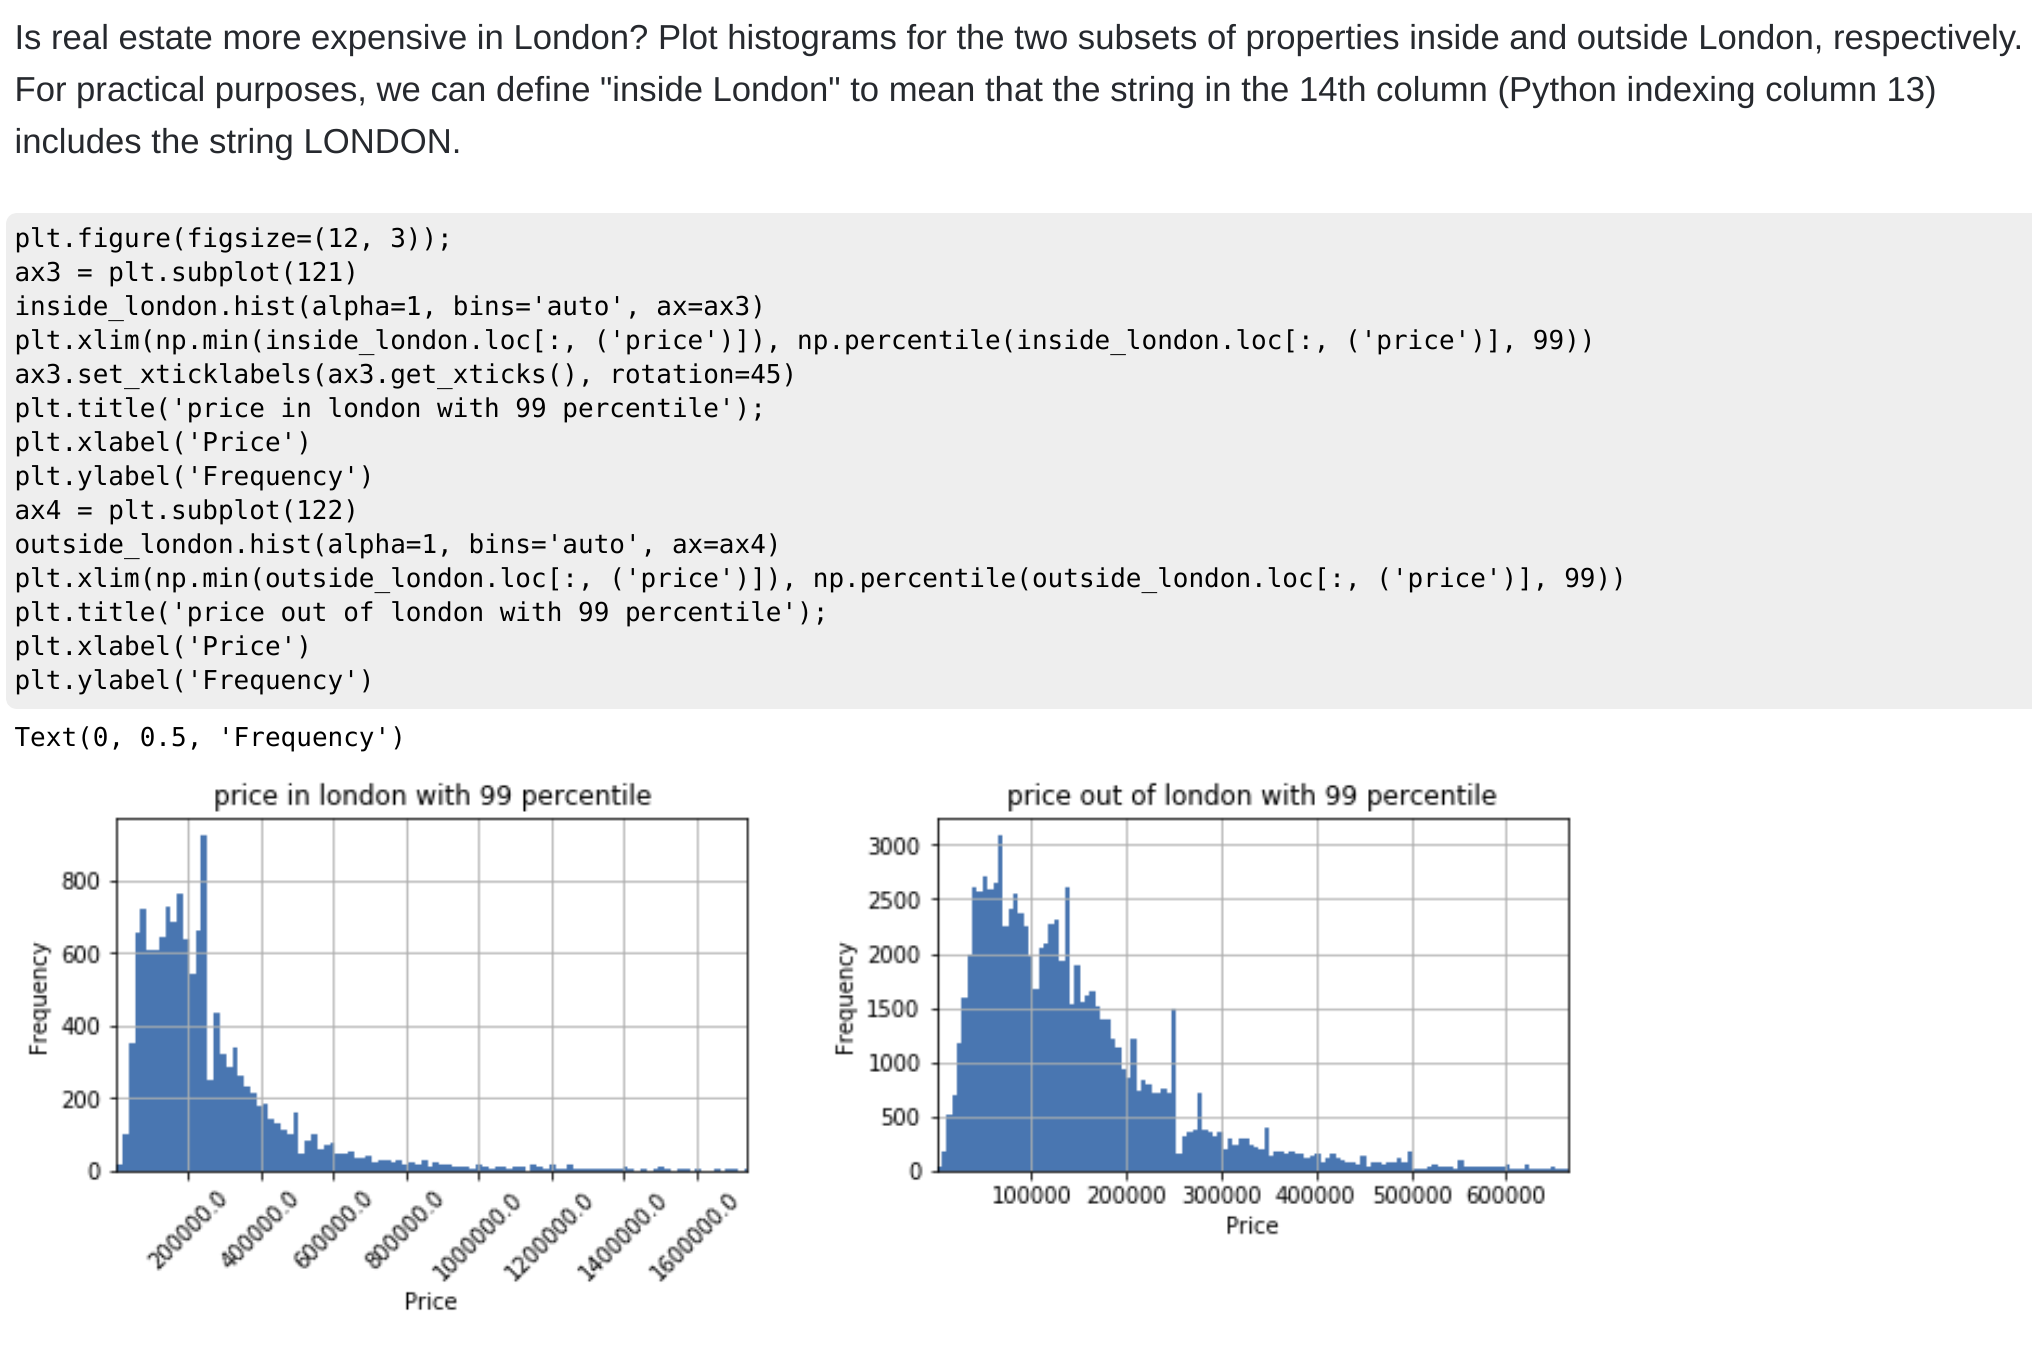 Is real estate more expensive in London? Plot histograms for the two subsets of properties inside and outside London, respectively.
For practical purposes, we can define "inside London" to mean that the string in the 14th column (Python indexing column 13)
includes the string LONDON.
plt.figure(figsize=(12, 3));
ax3 = plt.subplot(121)
inside_london.hist(alpha=1, bins='auto', ax=ax3)
plt.xlim(np.min(inside_london.loc[:, ('price')]), np.percentile(inside_london.loc[:, ('price')], 99))
ax3.set_xticklabels(ax3.get_xticks(), rotation=45)
plt.title('price in london with 99 percentile');
plt.xlabel('Price')
plt.ylabel('Frequency')
ax4 = plt.subplot(122)
outside_london.hist(alpha=1, bins='auto', ax=ax4)
plt.xlim(np.min(outside_london.loc[:, ('price')]), np.percentile(outside_london.loc[:, ('price')], 99))
plt.title('price out of london with 99 percentile');
plt.xlabel('Price')
plt.ylabel('Frequency')
Text(0, 0.5, 'Frequency')
price in london with 99 percentile
Frequency
800
600
400
200
0
200000.0 400000.0 600000.0 800000.0 1000000.0 1200000.0 1400000.0 1600000.0
Price
price out of london with 99 percentile
Frequency
3000
2500
2000
1500
1000
500
0
100000 200000 300000 400000 500000 600000
Price